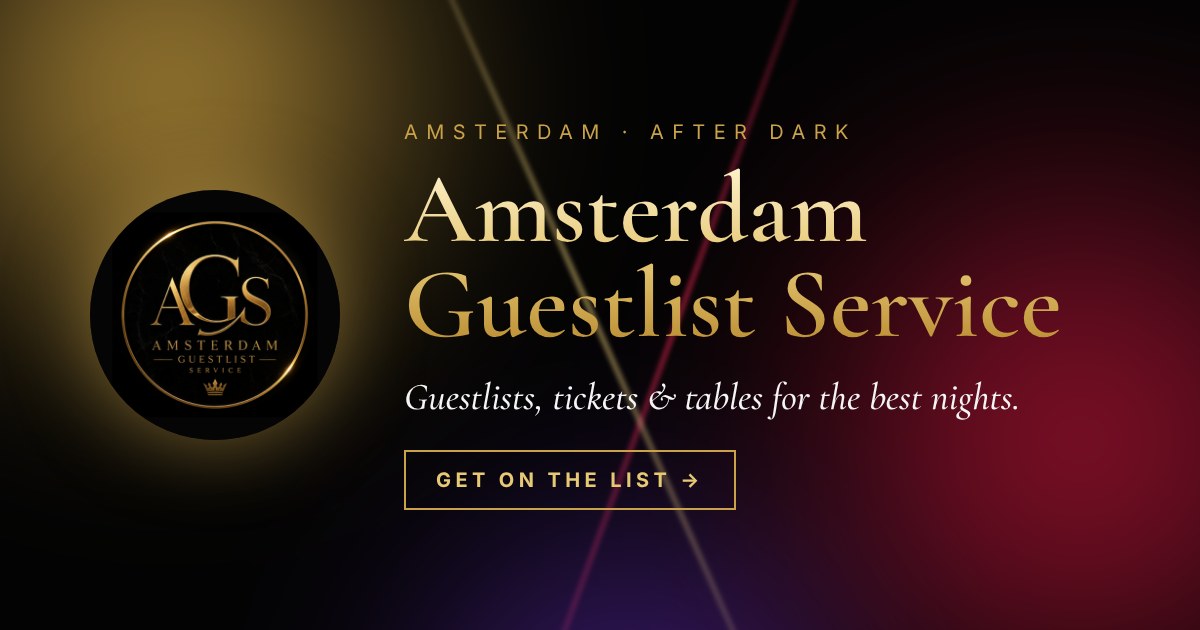 AMSTERDAM · AFTER DARK
Amsterdam
Guestlist Service
Guestlists, tickets & tables for the best nights.
GET ON THE LIST →
AGS
AMSTERDAM
GUESTLIST
SERVICE